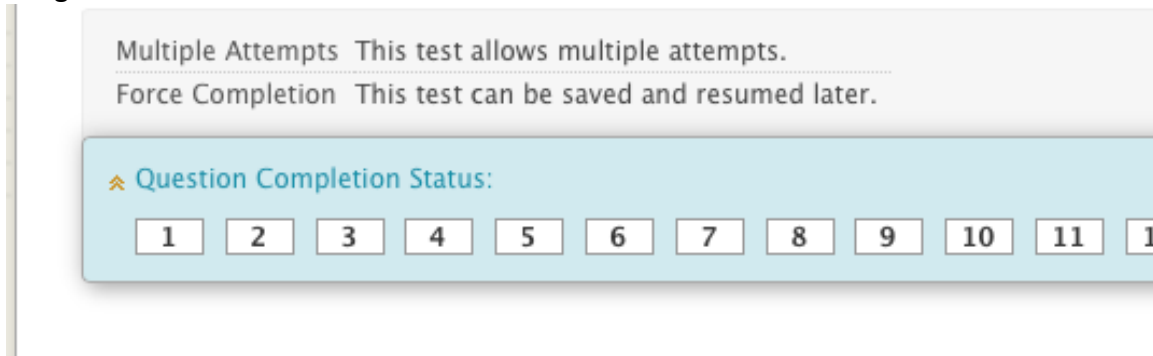 Multiple Attempts This test allows multiple attempts.
Force Completion This test can be saved and resumed later.
Question Completion Status:
1 2 3 4 5 6 7 8 9 10 11